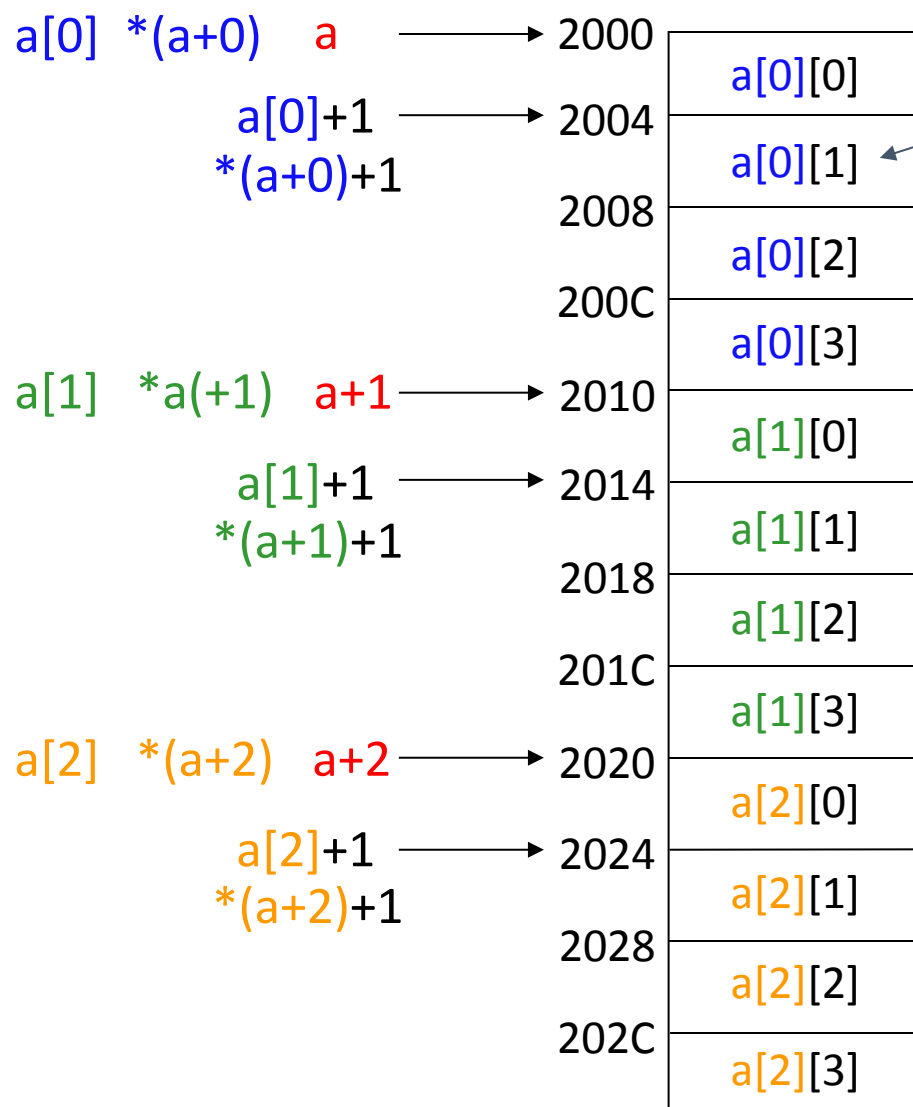 a[0] *(a+0) a 2000
a[0][0]
a[0]+1 2004
*(a+0)+1
a[0][1]
2008
a[0][2]
200C
a[0][3]
a[1] *a(+1) a+1 2010
a[1][0]
a[1]+1 2014
*(a+1)+1
a[1][1]
2018
a[1][2]
201C
a[1][3]
a[2] *(a+2) a+2 2020
a[2][0]
a[2]+1 2024
*(a+2)+1
a[2][1]
2028
a[2][2]
202C
a[2][3]